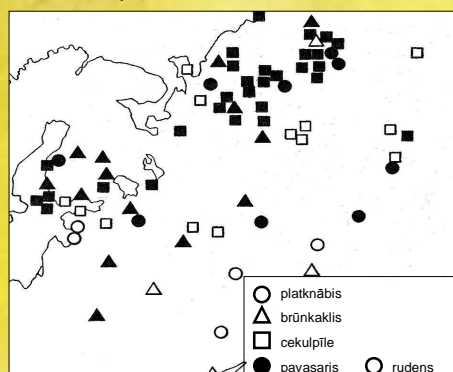 platknābis
brūnkaklis
cekulpīle
pavasaris rudens